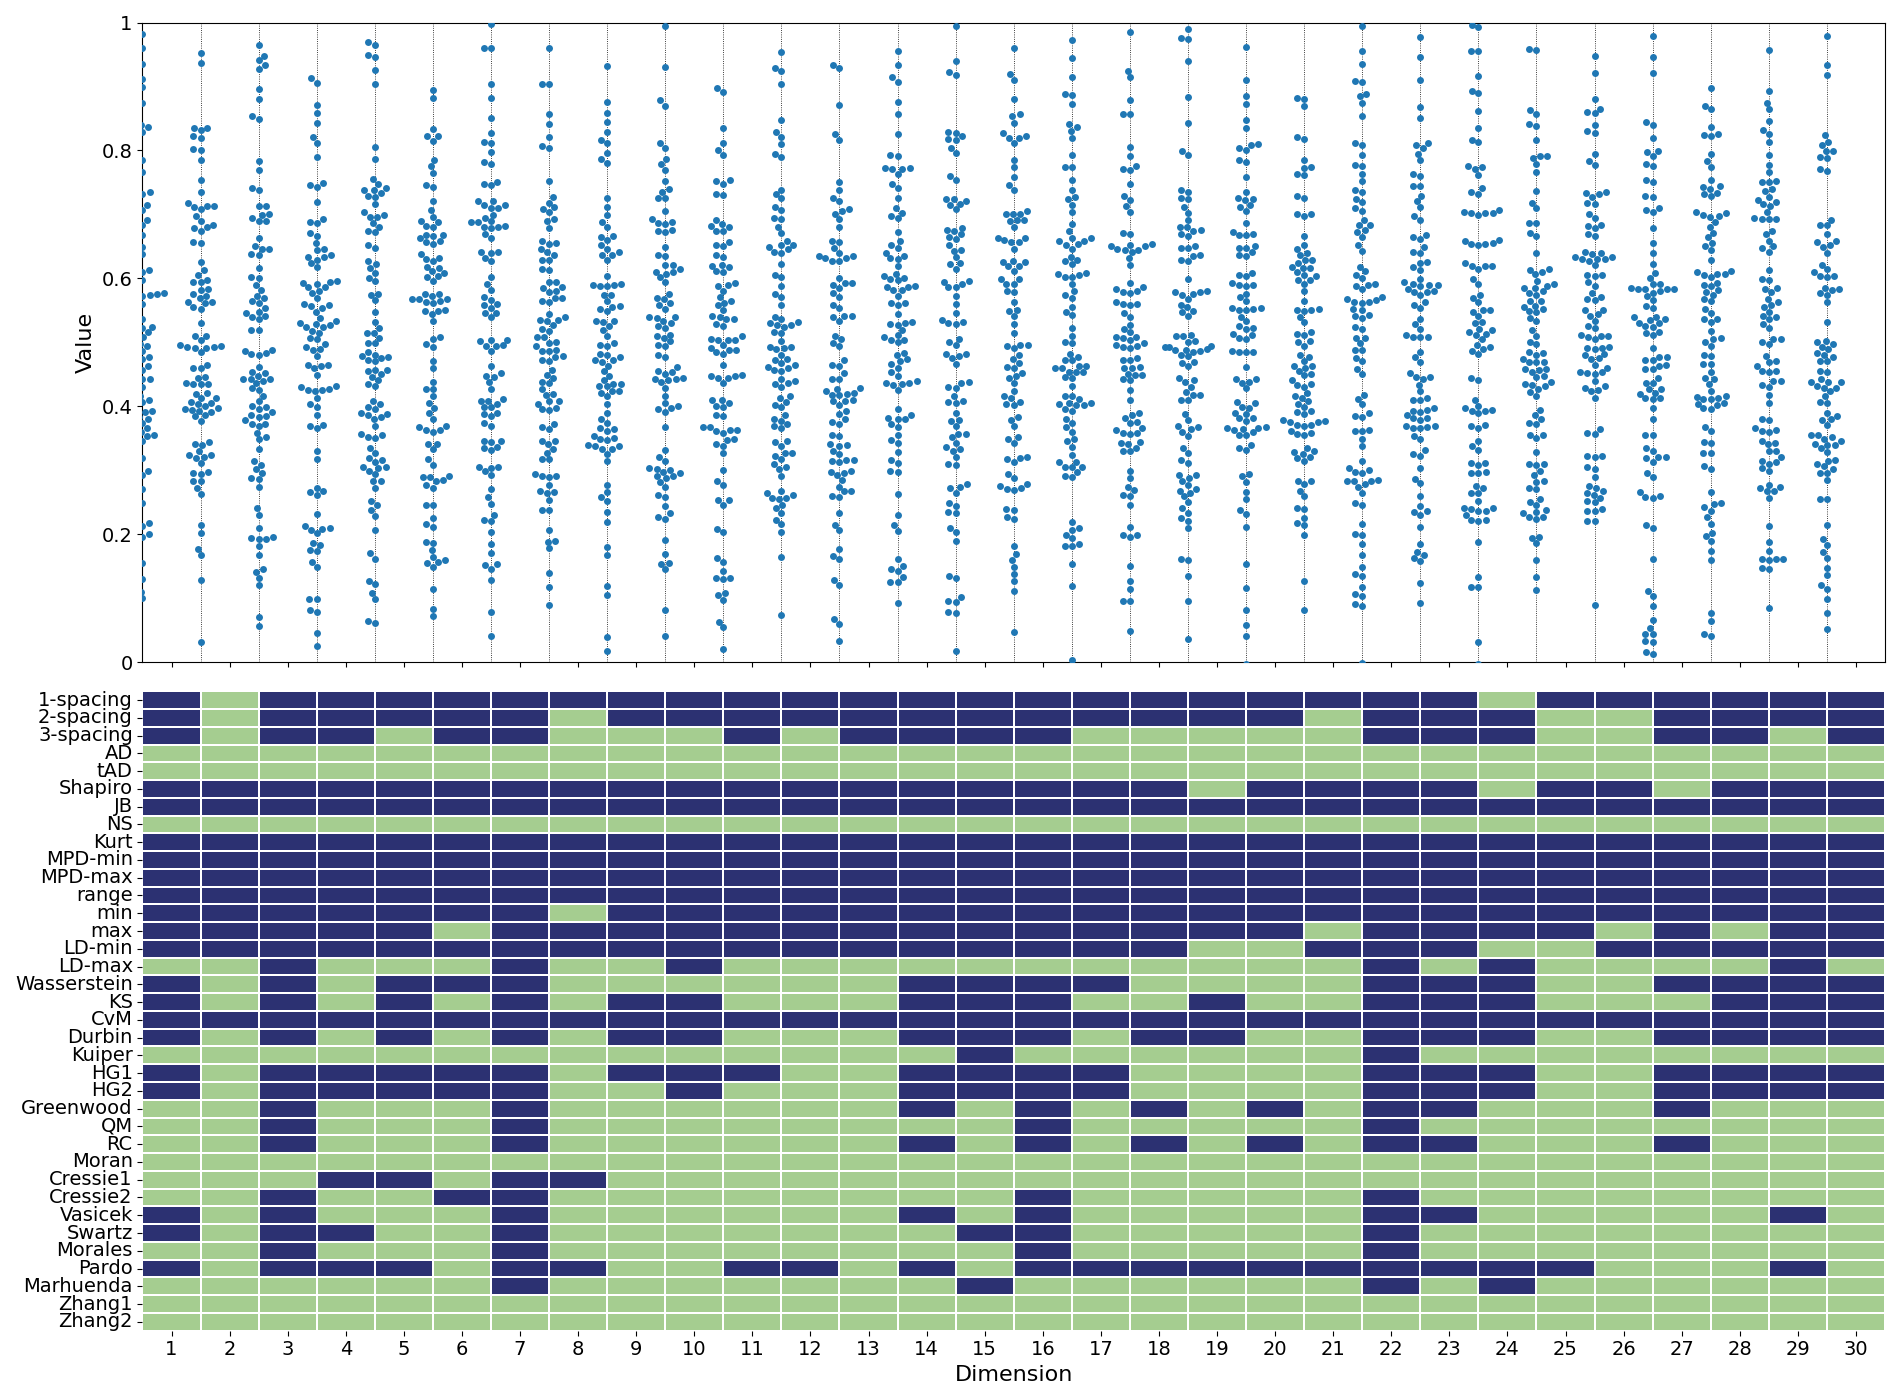 1
0.8
0.6
0.4
0.2
0
Value
1-spacing
2-spacing
3-spacing
AD
tAD
Shapiro
JB
NS
Kurt
MPD-min
MPD-max
range
min
max
LD-min
LD-max
Wasserstein
KS
CvM
Durbin
Kuiper
HG1
HG2
Greenwood
QM
RC
Moran
Cressie1
Cressie2
Vasicek
Swartz
Morales
Pardo
Marhuenda
Zhang1
Zhang2
1 2 3 4 5 6 7 8 9 10 11 12 13 14 15 16 17 18 19 20 21 22 23 24 25 26 27 28 29 30
Dimension